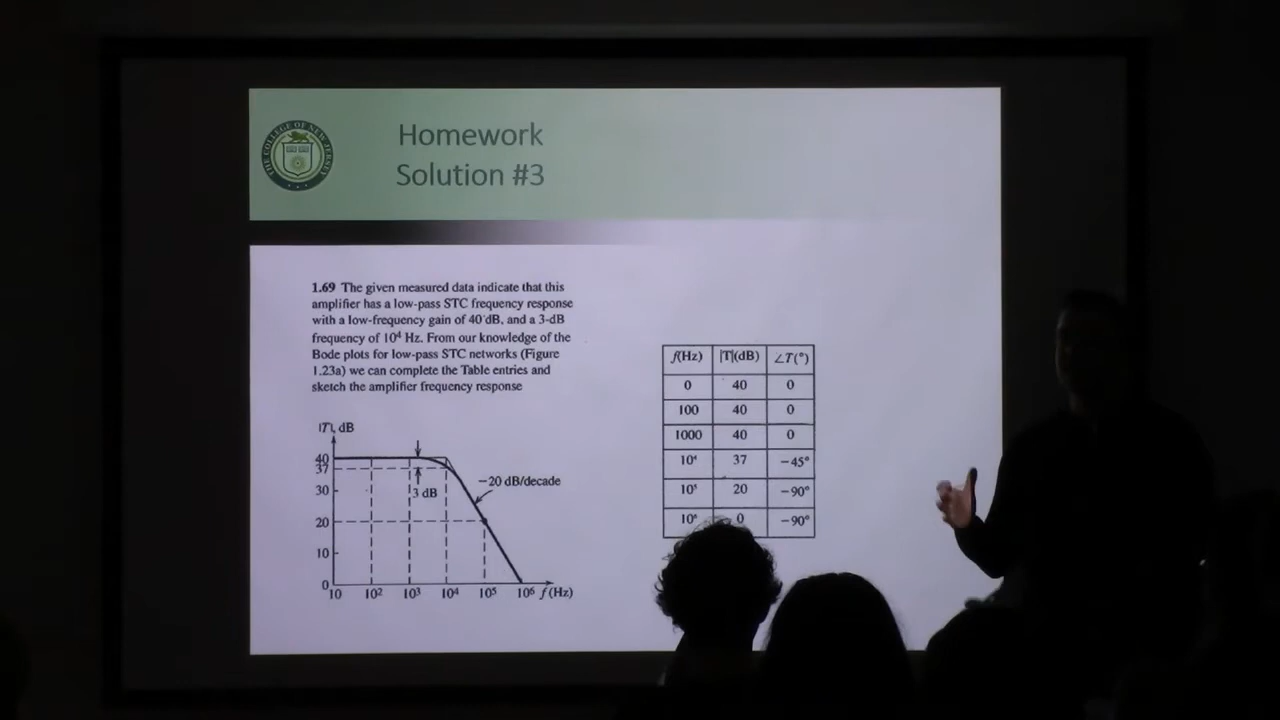 THE COLLEGE OF NEW JERSEY
Homework
Solution #3
1.69 The given measured data indicate that this
amplifier has a low-pass STC frequency response
with a low-frequency gain of 40 dB, and a 3-dB
frequency of 10⁴ Hz. From our knowledge of the
Bode plots for low-pass STC networks (Figure
1.23a) we can complete the Table entries and
sketch the amplifier frequency response
|T|, dB
40
37
30
20
10
0
3 dB
−20 dB/decade
10 10² 10³ 10⁴ 10⁵ 10⁶ f(Hz)
f(Hz) |T|(dB) ∠T(°)
0 40 0
100 40 0
1000 40 0
10⁴ 37 −45°
10⁵ 20 −90°
10⁶ 0 −90°